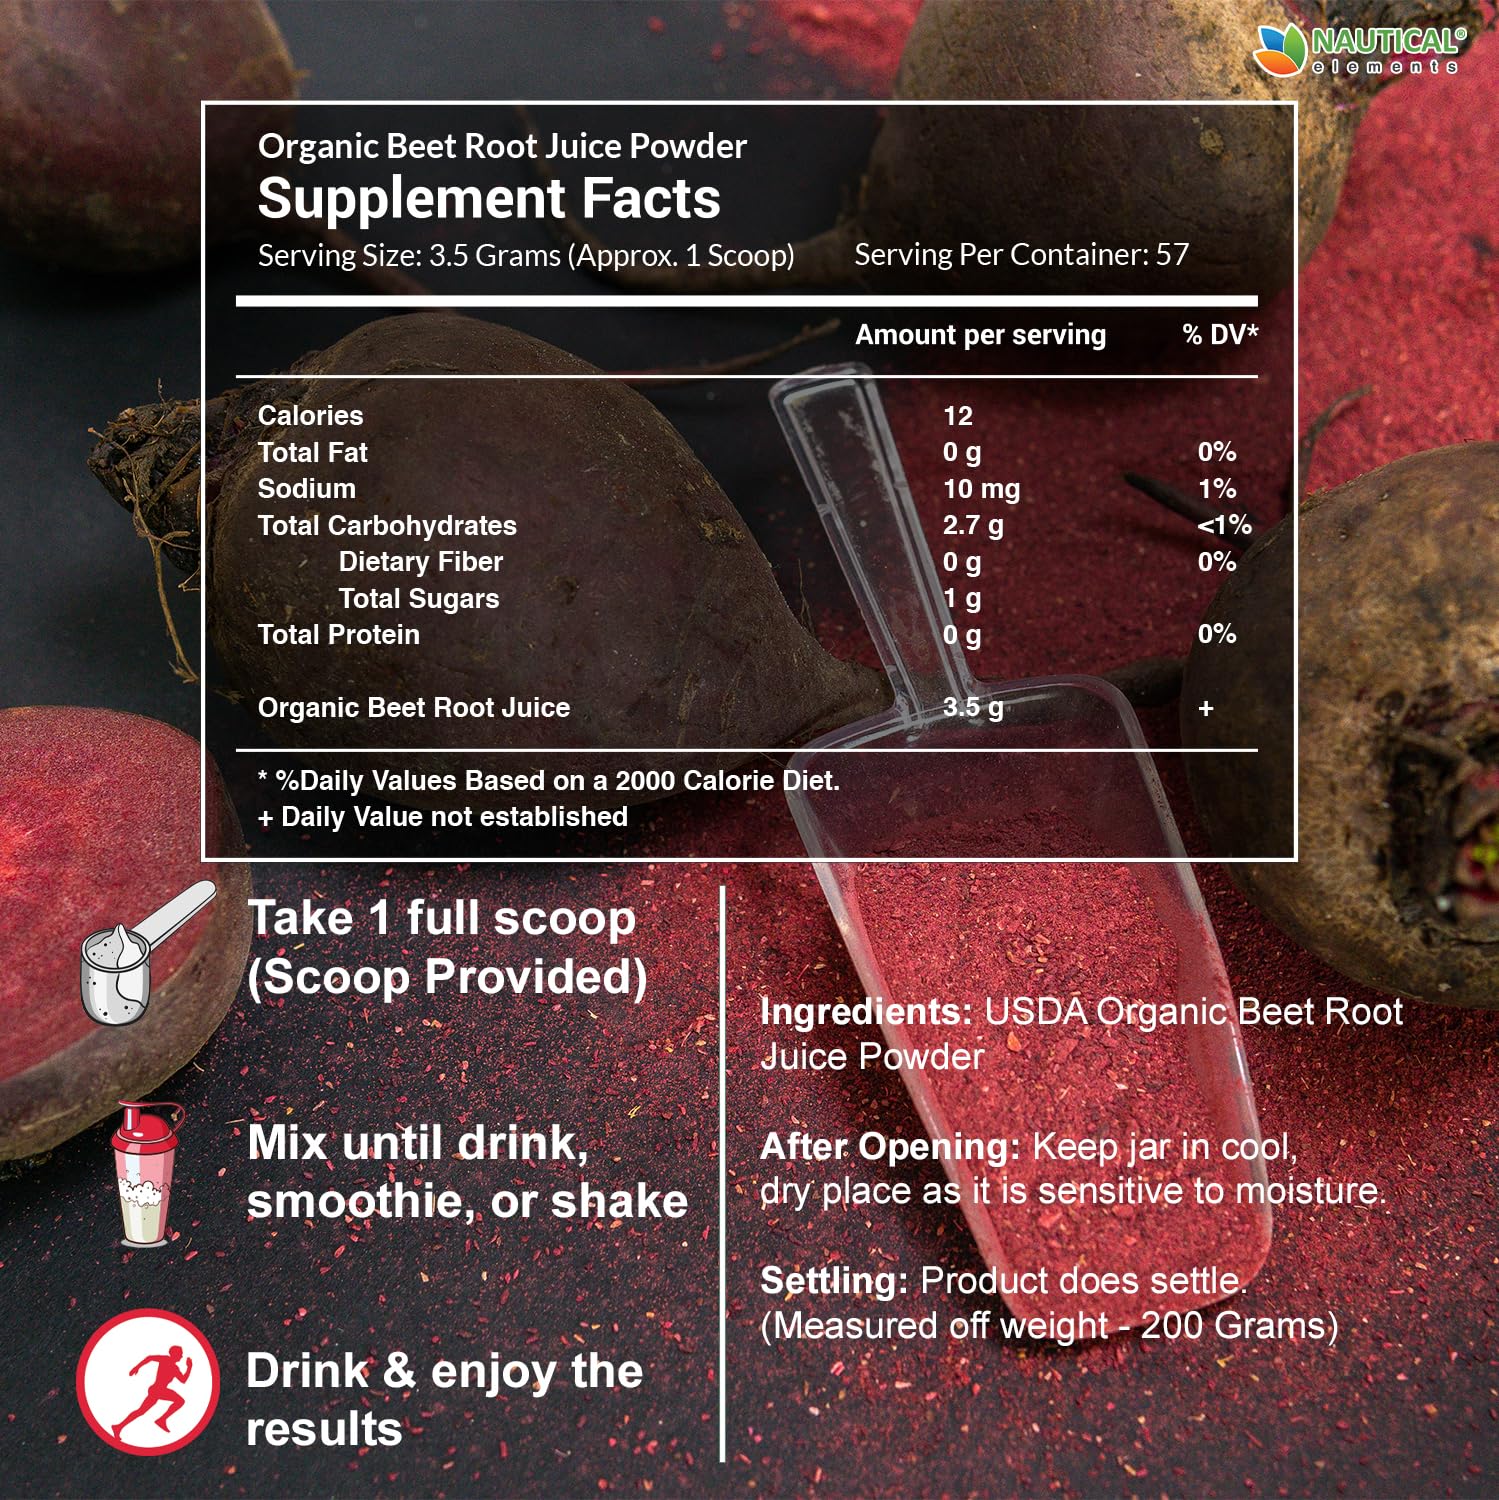 NAUTICAL®
elements
Organic Beet Root Juice Powder
Supplement Facts
Serving Size: 3.5 Grams (Approx. 1 Scoop) Serving Per Container: 57
Amount per serving % DV*
Calories 12
Total Fat 0 g 0%
Sodium 10 mg 1%
Total Carbohydrates 2.7 g <1%
Dietary Fiber 0 g 0%
Total Sugars 1 g
Total Protein 0 g 0%
Organic Beet Root Juice 3.5 g +
* %Daily Values Based on a 2000 Calorie Diet.
+ Daily Value not established
Take 1 full scoop
(Scoop Provided)
Mix until drink,
smoothie, or shake
Drink & enjoy the
results
Ingredients: USDA Organic Beet Root
Juice Powder
After Opening: Keep jar in cool,
dry place as it is sensitive to moisture.
Settling: Product does settle.
(Measured off weight - 200 Grams)